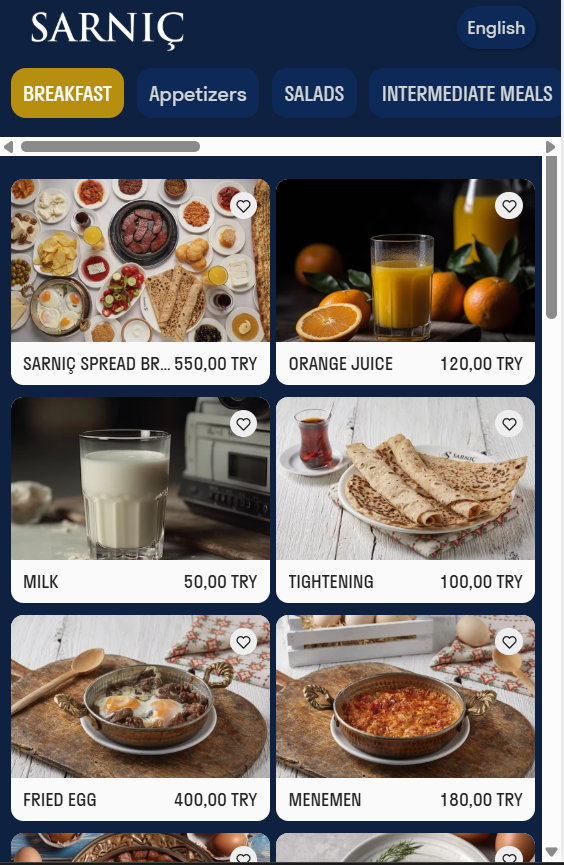 SARNIÇ
English
BREAKFAST
Appetizers
SALADS
INTERMEDIATE MEALS
SARNIÇ SPREAD BR... 550,00 TRY
ORANGE JUICE 120,00 TRY
SARNIÇ
MILK 50,00 TRY
TIGHTENING 100,00 TRY
FRIED EGG 400,00 TRY
MENEMEN 180,00 TRY